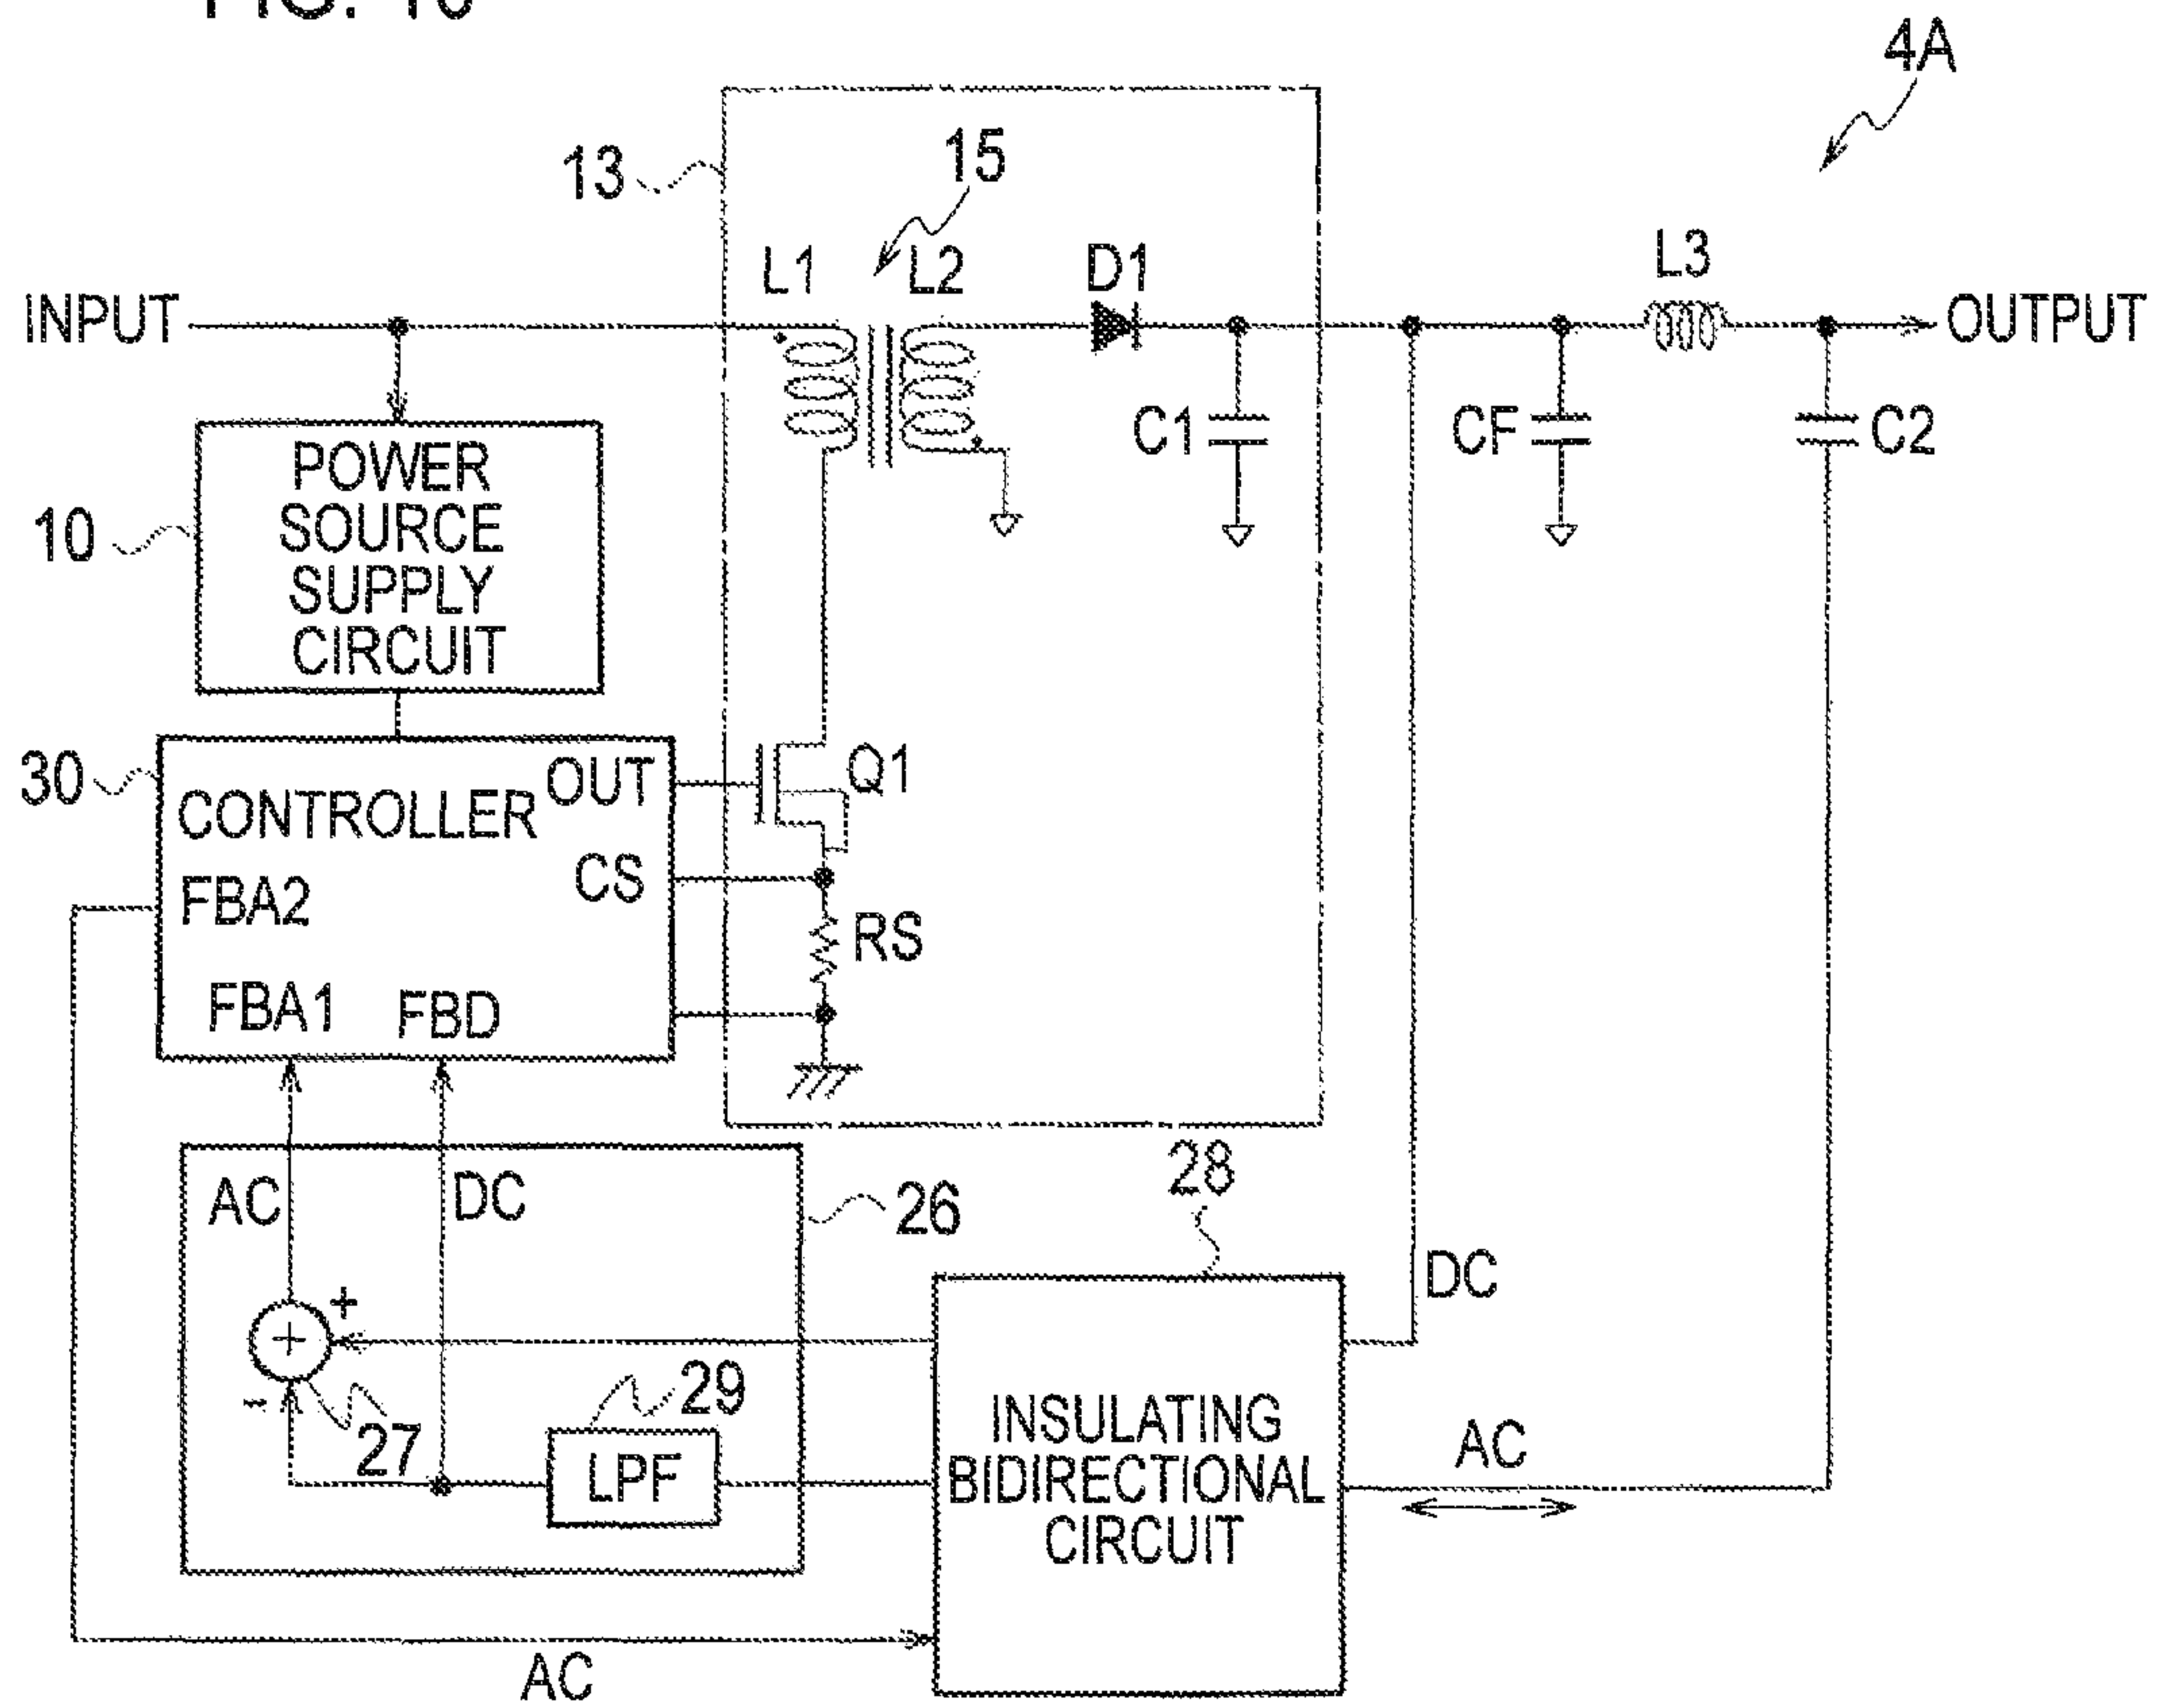 4A
13
15
L1
L2
D1
L3
INPUT
OUTPUT
C1
CF
C2
POWER
SOURCE
SUPPLY
CIRCUIT
10
30
OUT
Q1
CONTROLLER
CS
FBA2
RS
FBA1
FBD
28
AC
DC
26
DC
+
+
-
27
29
LPF
INSULATING
BIDIRECTIONAL
CIRCUIT
AC
AC